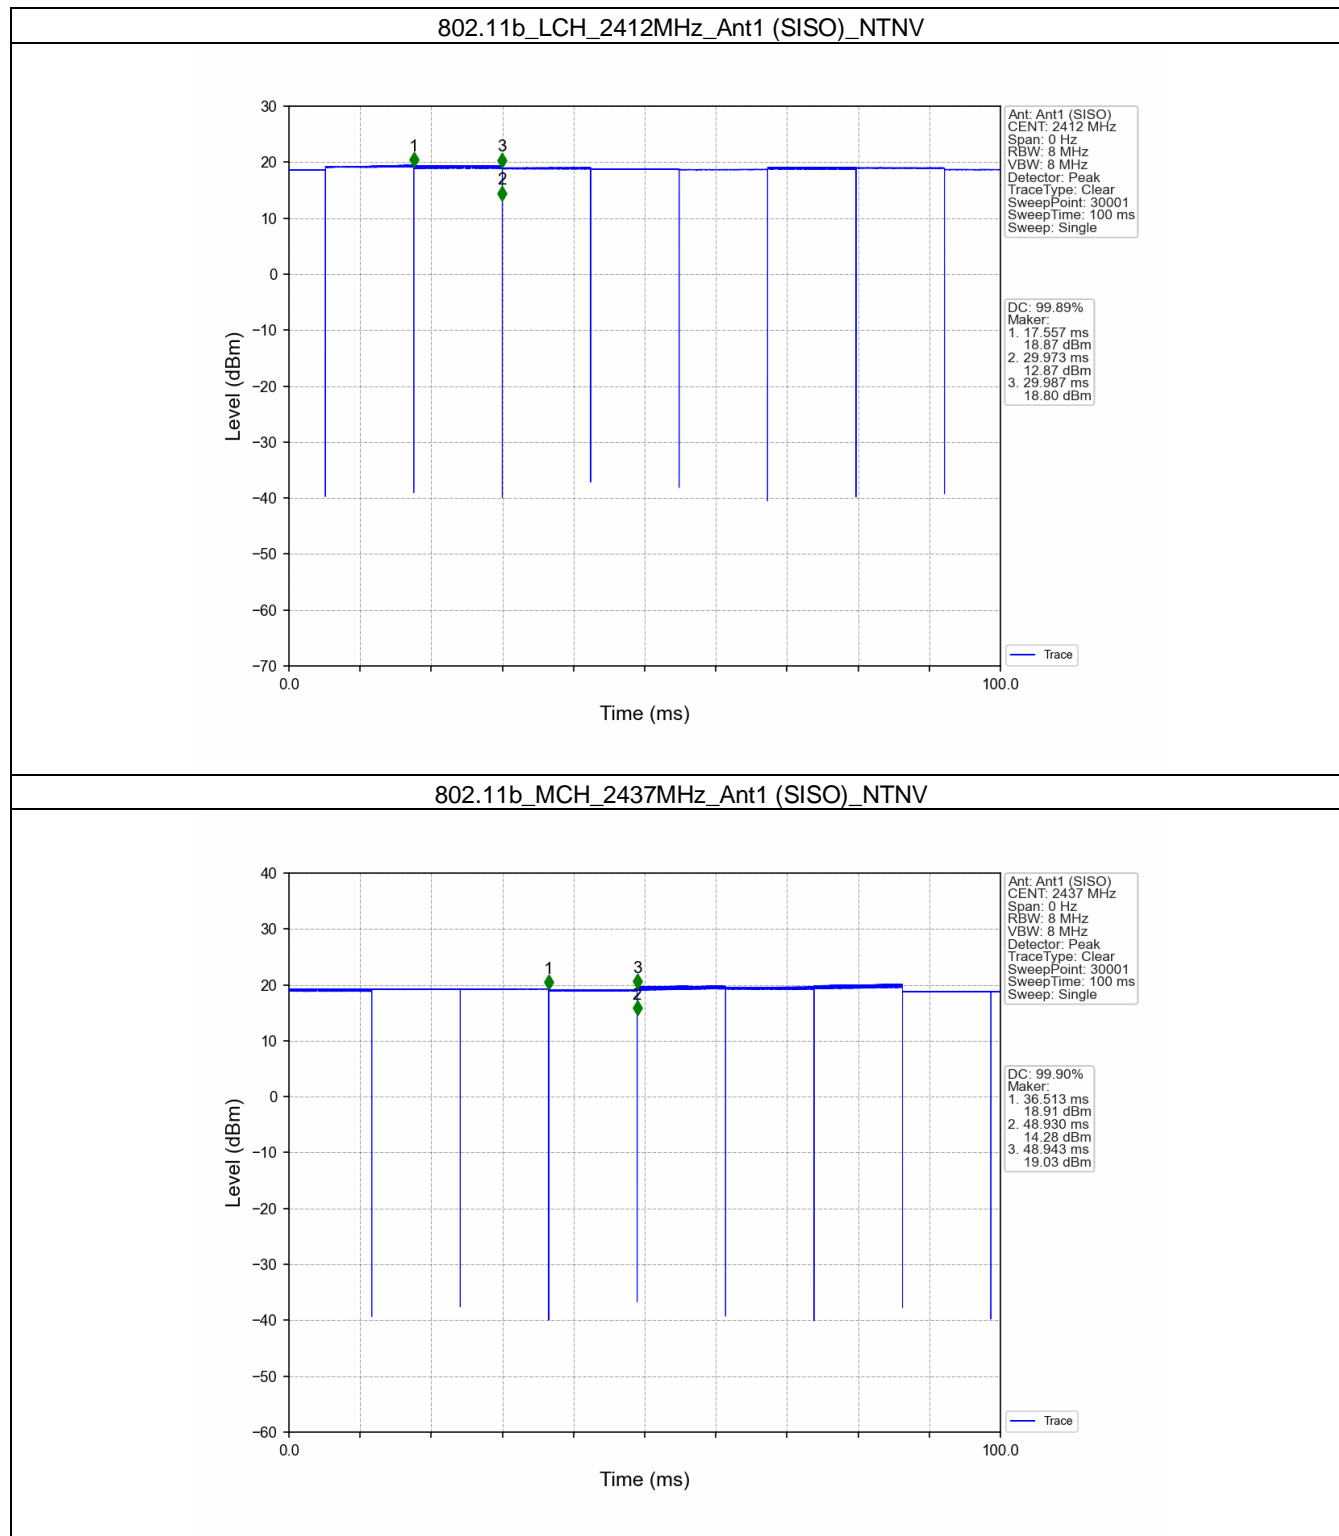 802.11b_LCH_2412MHz_Ant1 (SISO)_NTNV
30
20
10
0
−10
−20
−30
−40
−50
−60
−70
Level (dBm)
0.0
100.0
Time (ms)
1
3
2
Ant: Ant1 (SISO)
CENT: 2412 MHz
Span: 0 Hz
RBW: 8 MHz
VBW: 8 MHz
Detector: Peak
TraceType: Clear
SweepPoint: 30001
SweepTime: 100 ms
Sweep: Single
DC: 99.89%
Maker:
1. 17.557 ms
18.87 dBm
2. 29.973 ms
12.87 dBm
3. 29.987 ms
18.80 dBm
Trace
802.11b_MCH_2437MHz_Ant1 (SISO)_NTNV
40
30
20
10
0
−10
−20
−30
−40
−50
−60
Level (dBm)
0.0
100.0
Time (ms)
1
3
2
Ant: Ant1 (SISO)
CENT: 2437 MHz
Span: 0 Hz
RBW: 8 MHz
VBW: 8 MHz
Detector: Peak
TraceType: Clear
SweepPoint: 30001
SweepTime: 100 ms
Sweep: Single
DC: 99.90%
Maker:
1. 36.513 ms
18.91 dBm
2. 48.930 ms
14.28 dBm
3. 48.943 ms
19.03 dBm
Trace